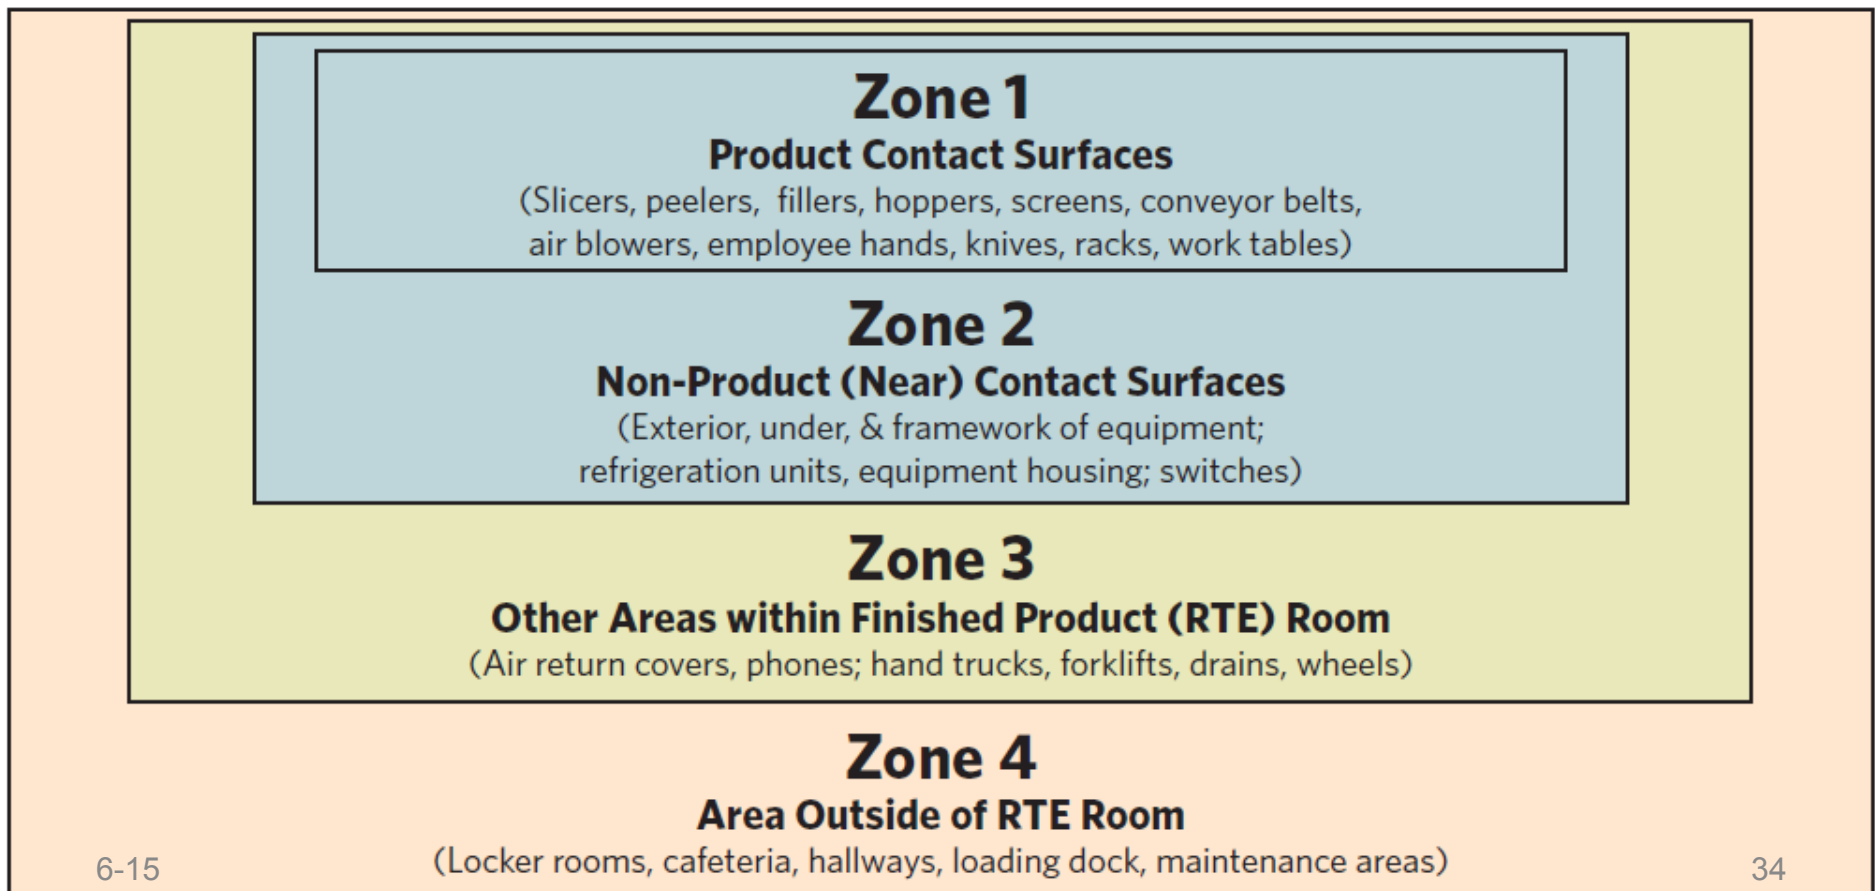 Zone 1
Product Contact Surfaces
(Slicers, peelers, fillers, hoppers, screens, conveyor belts,
air blowers, employee hands, knives, racks, work tables)
Zone 2
Non-Product (Near) Contact Surfaces
(Exterior, under, & framework of equipment;
refrigeration units, equipment housing; switches)
Zone 3
Other Areas within Finished Product (RTE) Room
(Air return covers, phones; hand trucks, forklifts, drains, wheels)
Zone 4
Area Outside of RTE Room
(Locker rooms, cafeteria, hallways, loading dock, maintenance areas)
6-15
34